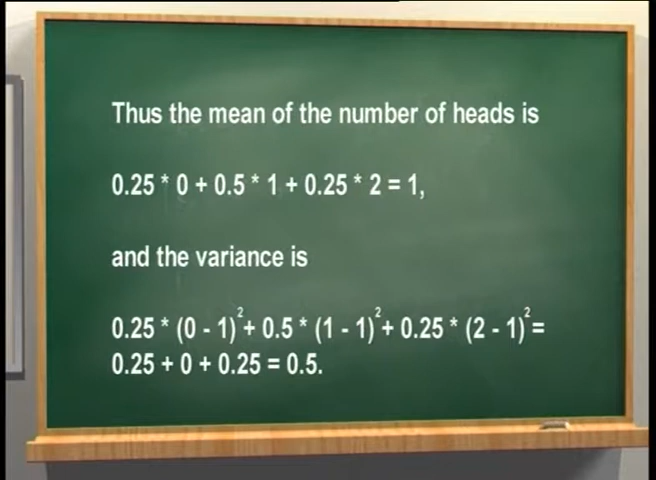 Thus the mean of the number of heads is
0.25 * 0 + 0.5 * 1 + 0.25 * 2 = 1,
and the variance is
0.25 * (0 - 1)²+ 0.5 * (1 - 1)²+ 0.25 * (2 - 1)²=
0.25 + 0 + 0.25 = 0.5.